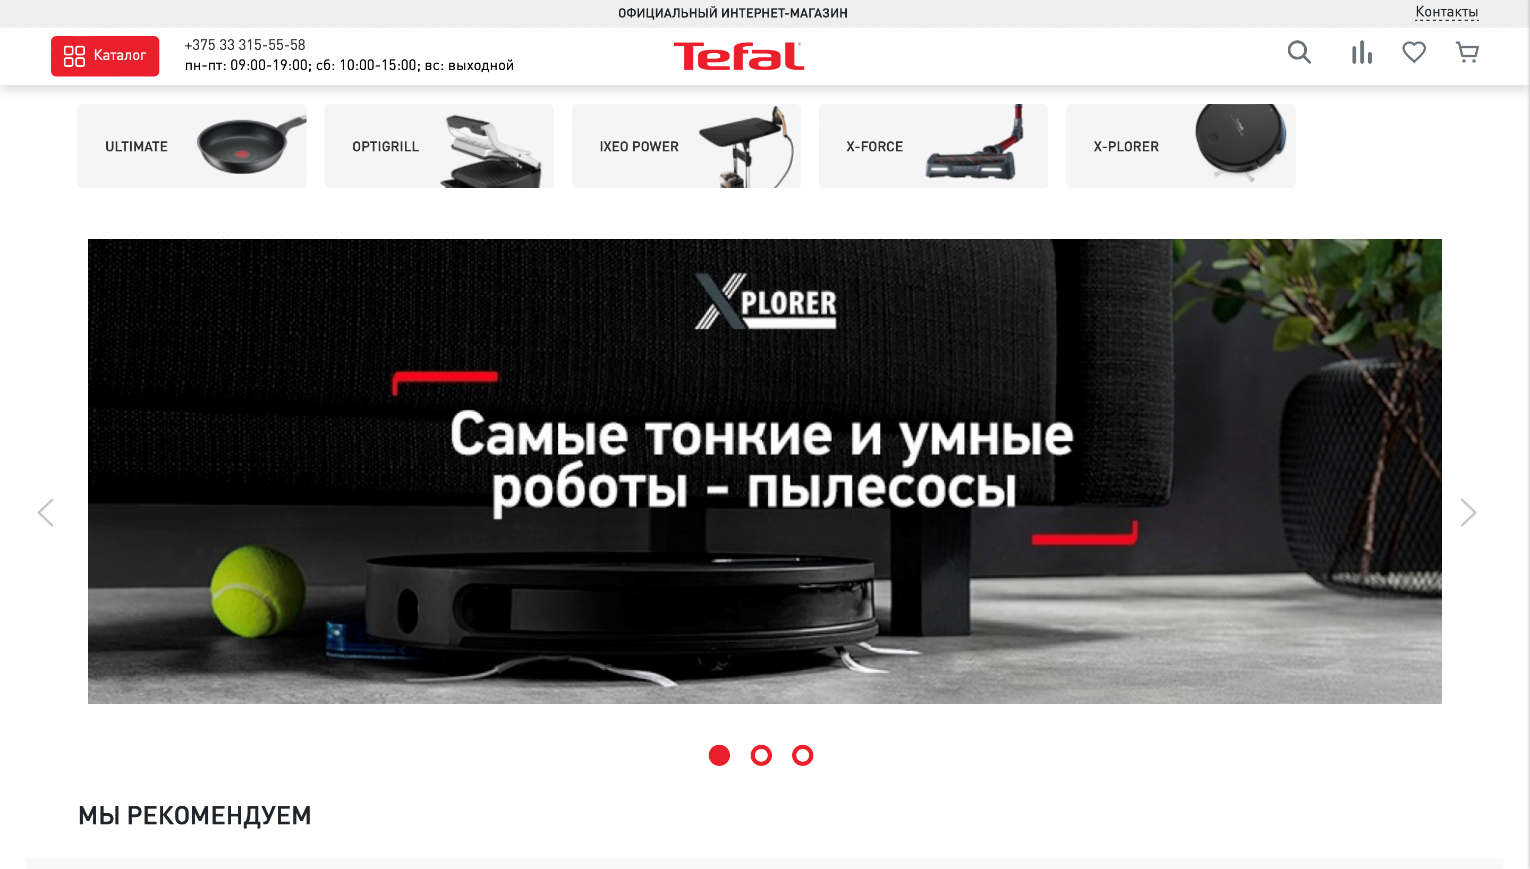 ОФИЦИАЛЬНЫЙ ИНТЕРНЕТ-МАГАЗИН
Контакты
Каталог
+375 33 315-55-58
пн-пт: 09:00-19:00; сб: 10:00-15:00; вс: выходной
Tefal
ULTIMATE
OPTIGRILL
IXEO POWER
X-FORCE
X-PLORER
XPLORER
Самые тонкие и умные
роботы - пылесосы
МЫ РЕКОМЕНДУЕМ